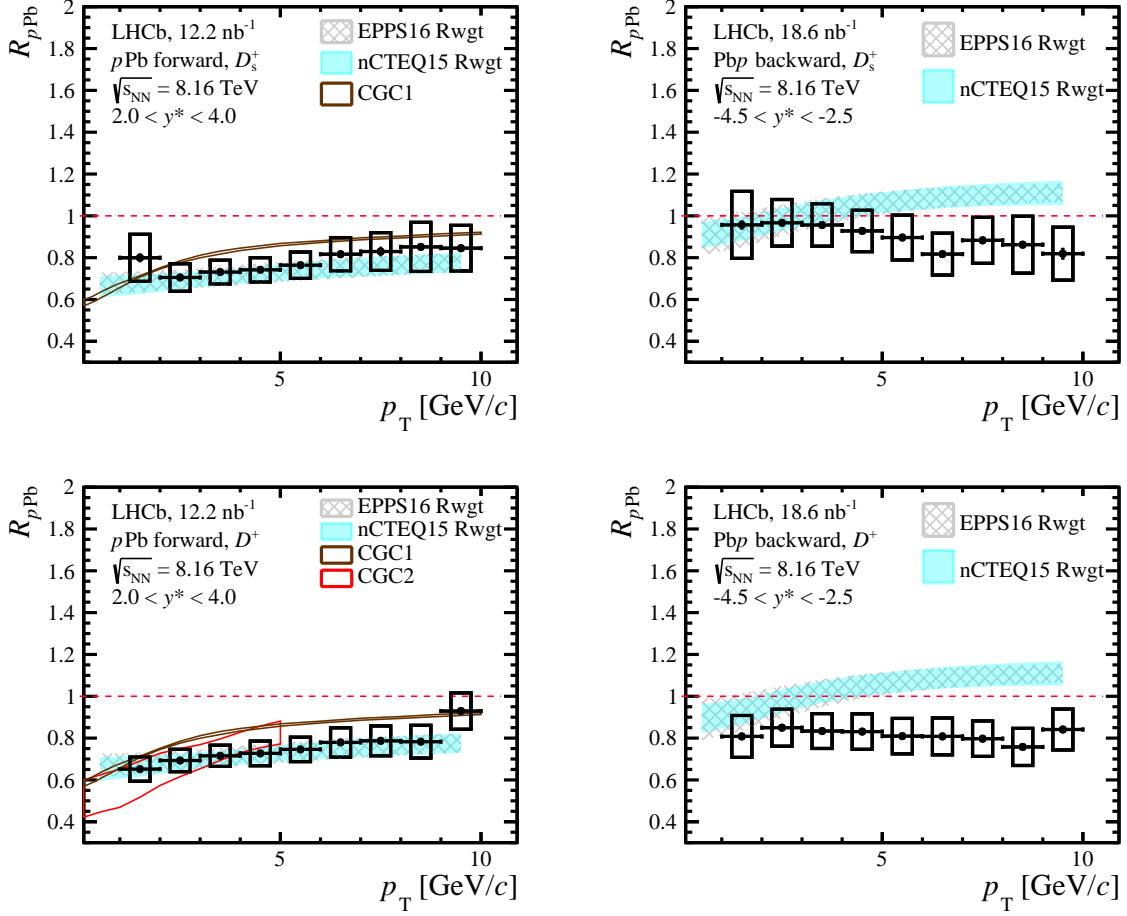 R_pPb
2
1.8
1.6
1.4
1.2
1
0.8
0.6
0.4
LHCb, 12.2 nb⁻¹
pPb forward, D_s⁺
√s_NN = 8.16 TeV
2.0 < y* < 4.0
EPPS16 Rwgt
nCTEQ15 Rwgt
CGC1
5
10
p_T [GeV/c]
R_pPb
2
1.8
1.6
1.4
1.2
1
0.8
0.6
0.4
LHCb, 18.6 nb⁻¹
Pbp backward, D_s⁺
√s_NN = 8.16 TeV
-4.5 < y* < -2.5
EPPS16 Rwgt
nCTEQ15 Rwgt
5
10
p_T [GeV/c]
R_pPb
2
1.8
1.6
1.4
1.2
1
0.8
0.6
0.4
LHCb, 12.2 nb⁻¹
pPb forward, D⁺
√s_NN = 8.16 TeV
2.0 < y* < 4.0
EPPS16 Rwgt
nCTEQ15 Rwgt
CGC1
CGC2
5
10
p_T [GeV/c]
R_pPb
2
1.8
1.6
1.4
1.2
1
0.8
0.6
0.4
LHCb, 18.6 nb⁻¹
Pbp backward, D⁺
√s_NN = 8.16 TeV
-4.5 < y* < -2.5
EPPS16 Rwgt
nCTEQ15 Rwgt
5
10
p_T [GeV/c]